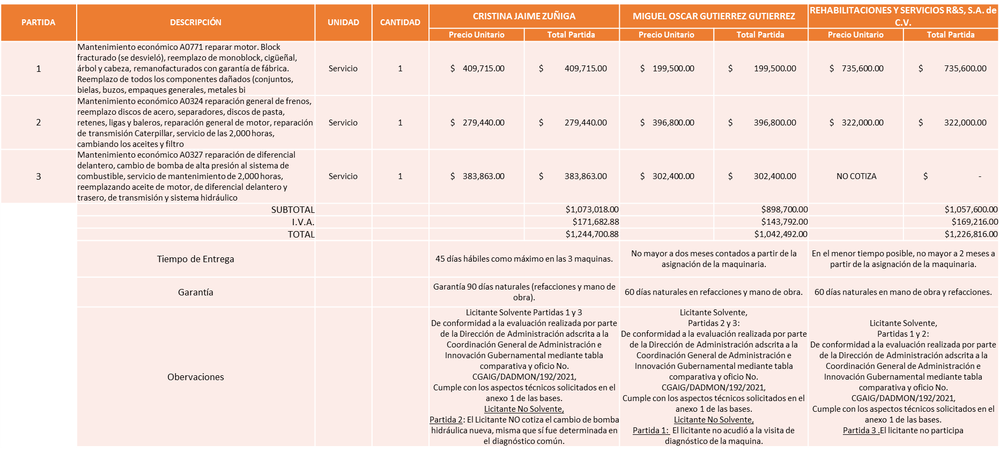 PARTIDA
DESCRIPCIÓN
UNIDAD
CANTIDAD
CRISTINA JAIME ZUÑIGA
MIGUEL OSCAR GUTIERREZ GUTIERREZ
REHABILITACIONES Y SERVICIOS R&S, S.A. de
C.V.
Precio Unitario
Total Partida
Precio Unitario
Total Partida
Precio Unitario
Total Partida
1
Mantenimiento económico A0771 reparar motor. Block
fracturado (se desvieló), reemplazo de monoblock, cigüeñal,
árbol y cabeza, remanofacturados con garantía de fábrica.
Reemplazo de todos los componentes dañados (conjuntos,
bielas, buzos, empaques generales, metales bi
Servicio
1
$ 409,715.00
$ 409,715.00
$ 199,500.00
$ 199,500.00
$ 735,600.00
$ 735,600.00
2
Mantenimiento económico A0324 reparación general de frenos,
reemplazo discos de acero, separadores, discos de pasta,
retenes, ligas y baleros, reparación general de motor, reparación
de transmisión Caterpillar, servicio de las 2,000 horas,
cambiando los aceites y filtro
Servicio
1
$ 279,440.00
$ 279,440.00
$ 396,800.00
$ 396,800.00
$ 322,000.00
$ 322,000.00
3
Mantenimiento económico A0327 reparación de diferencial
delantero, cambio de bomba de alta presión al sistema de
combustible, servicio de mantenimiento de 2,000 horas,
reemplazando aceite de motor, de diferencial delantero y
trasero, de transmisión y sistema hidráulico
Servicio
1
$ 383,863.00
$ 383,863.00
$ 302,400.00
$ 302,400.00
NO COTIZA
$ -
SUBTOTAL
$1,073,018.00
$898,700.00
$1,057,600.00
I.V.A.
$171,682.88
$143,792.00
$169,216.00
TOTAL
$1,244,700.88
$1,042,492.00
$1,226,816.00
Tiempo de Entrega
45 días hábiles como máximo en las 3 maquinas.
No mayor a dos meses contados a partir de la
asignación de la maquinaria.
En el menor tiempo posible, no mayor a 2 meses a
partir de la asignación de la maquinaria.
Garantía
Garantía 90 días naturales (refacciones y mano de
obra).
60 días naturales en refacciones y mano de obra.
60 días naturales en mano de obra y refacciones.
Obervaciones
Licitante Solvente Partidas 1 y 3
De conformidad a la evaluación realizada por parte
de la Dirección de Administración adscrita a la
Coordinación General de Administración e
Innovación Gubernamental mediante tabla
comparativa y oficio No.
CGAIG/DADMON/192/2021,
Cumple con los aspectos técnicos solicitados en el
anexo 1 de las bases.
Licitante No Solvente,
Partida 2: El Licitante NO cotiza el cambio de bomba
hidráulica nueva, misma que sí fue determinada en
el diagnóstico común.
Licitante Solvente,
Partidas 2 y 3:
De conformidad a la evaluación realizada por parte
de la Dirección de Administración adscrita a la
Coordinación General de Administración e
Innovación Gubernamental mediante tabla
comparativa y oficio No.
CGAIG/DADMON/192/2021,
Cumple con los aspectos técnicos solicitados en el
anexo 1 de las bases.
Licitante No Solvente,
Partida 1: El licitante no acudió a la visita de
diagnóstico de la maquina.
Licitante Solvente,
Partidas 1 y 2:
De conformidad a la evaluación realizada por parte
de la Dirección de Administración adscrita a la
Coordinación General de Administración e
Innovación Gubernamental mediante tabla
comparativa y oficio No.
CGAIG/DADMON/192/2021,
Cumple con los aspectos técnicos solicitados en el
anexo 1 de las bases.
Partida 3 .El licitante no participa